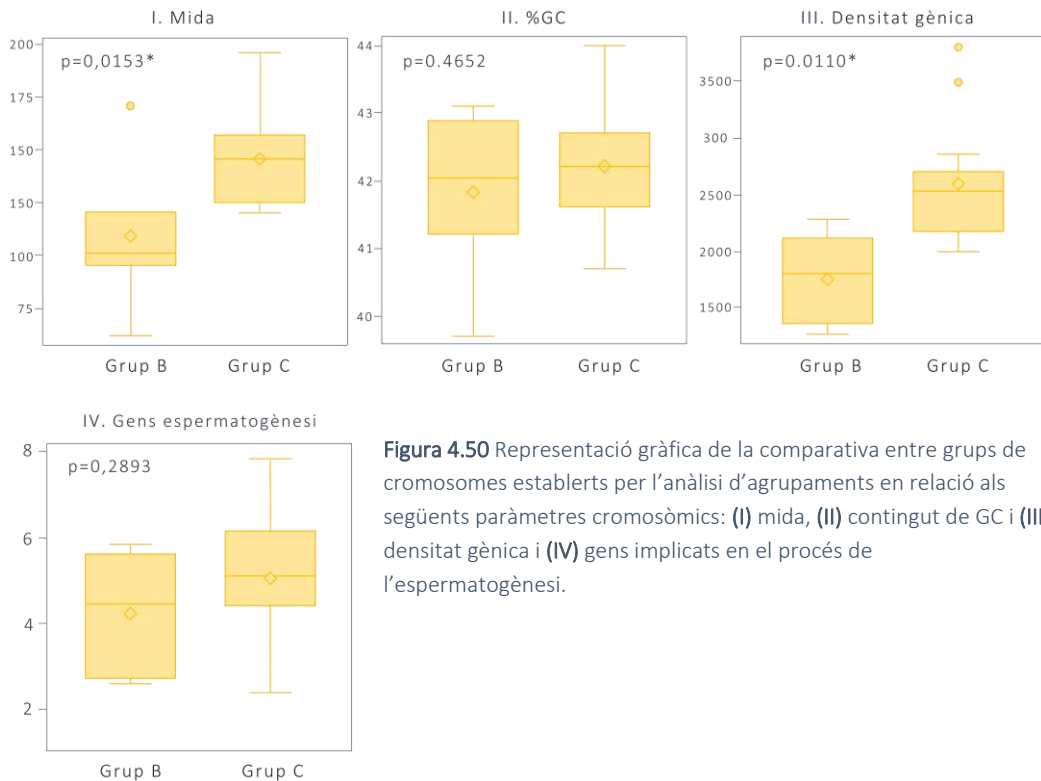 I. Mida
II. %GC
III. Densitat gènica
200
175
150
150
100
75
p=0,0153*
Grup B
Grup C
44
43
42
41
40
p=0.4652
Grup B
Grup C
3500
300
2500
2000
1500
p=0.0110*
Grup B
Grup C
IV. Gens espermatogènesi
8
6
4
2
p=0,2893
Grup B
Grup C
Figura 4.50 Representació gràfica de la comparativa entre grups de
cromosomes establerts per l’anàlisi d’agrupaments en relació als
següents paràmetres cromosòmics: (I) mida, (II) contingut de GC i (III
densitat gènica i (IV) gens implicats en el procés de
l’espermatogènesi.